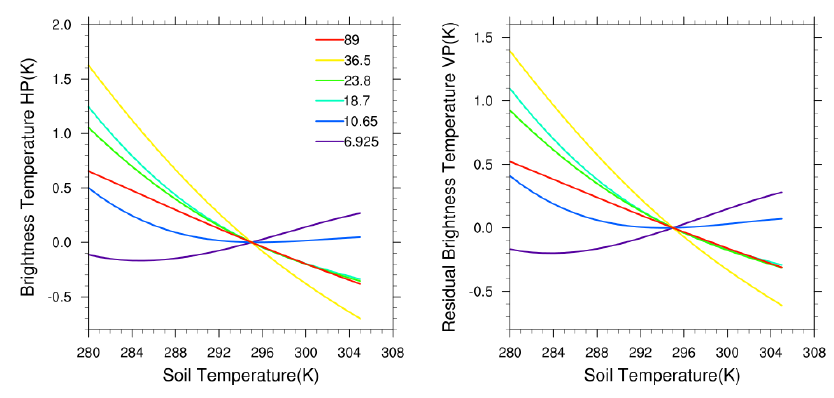 Brightness Temperature HP(K)
2.0
1.5
1.0
0.5
0.0
-0.5
89
36.5
23.8
18.7
10.65
6.925
280 284 288 292 296 300 304 308
Soil Temperature(K)
Residual Brightness Temperature VP(K)
1.5
1.0
0.5
0.0
-0.5
280 284 288 292 296 300 304 308
Soil Temperature(K)